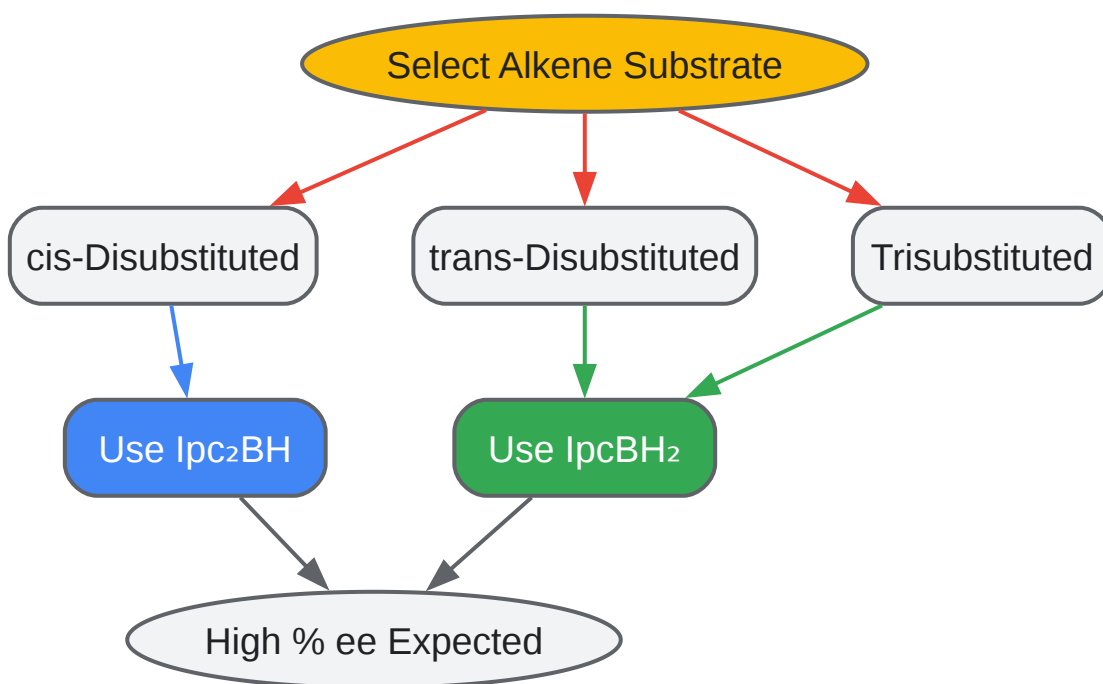 Select Alkene Substrate
cis-Disubstituted
trans-Disubstituted
Trisubstituted
Use Ipc₂BH
Use IpcBH₂
High % ee Expected